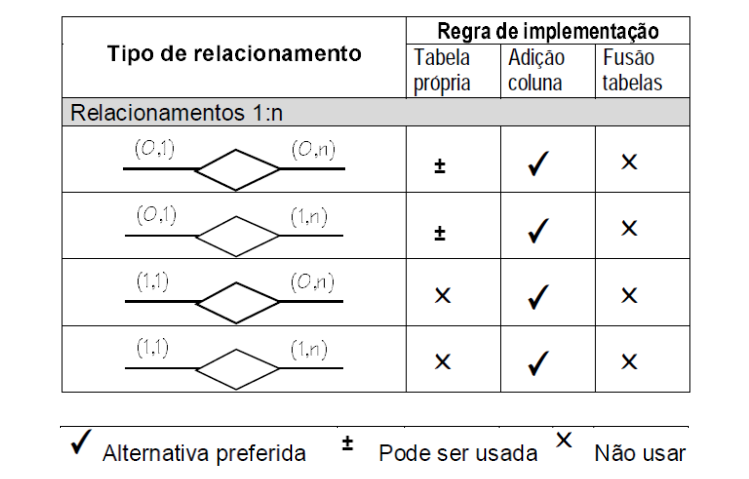 Tipo de relacionamento
Regra de implementação
Tabela própria
Adição coluna
Fusão tabelas
Relacionamentos 1:n
(0,1) (0,n) ± ✓ ×
(0,1) (1,n) ± ✓ ×
(1,1) (0,n) × ✓ ×
(1,1) (1,n) × ✓ ×
✓ Alternativa preferida ± Pode ser usada × Não usar